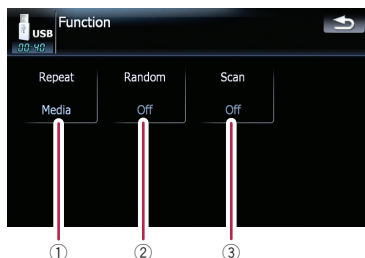 Function
USB
00:40
Repeat Random Scan
Media Off Off
① ② ③